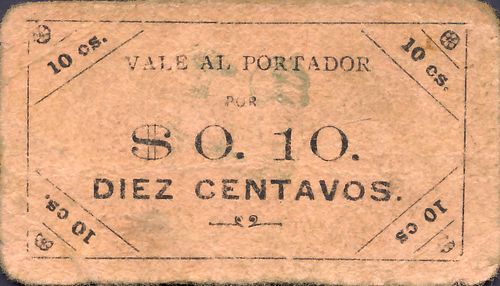 10 cs.
10 cs.
VALE AL PORTADOR
POR
$ 0. 10.
DIEZ CENTAVOS.
10 cs.
10 cs